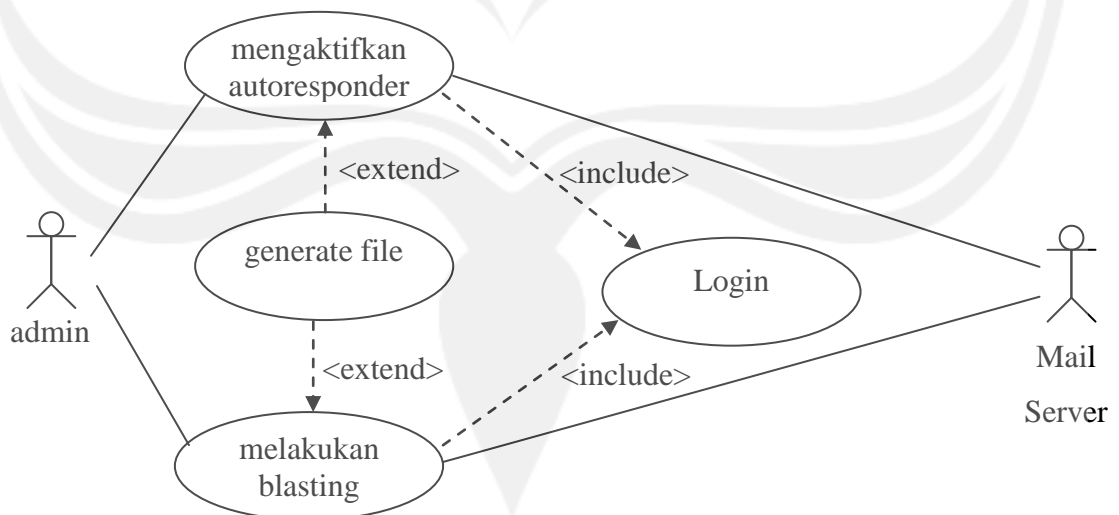 mengaktifkan
autoresponder
<extend>
<include>
generate file
Login
admin
<extend>
<include>
Mail
Server
melakukan
blasting